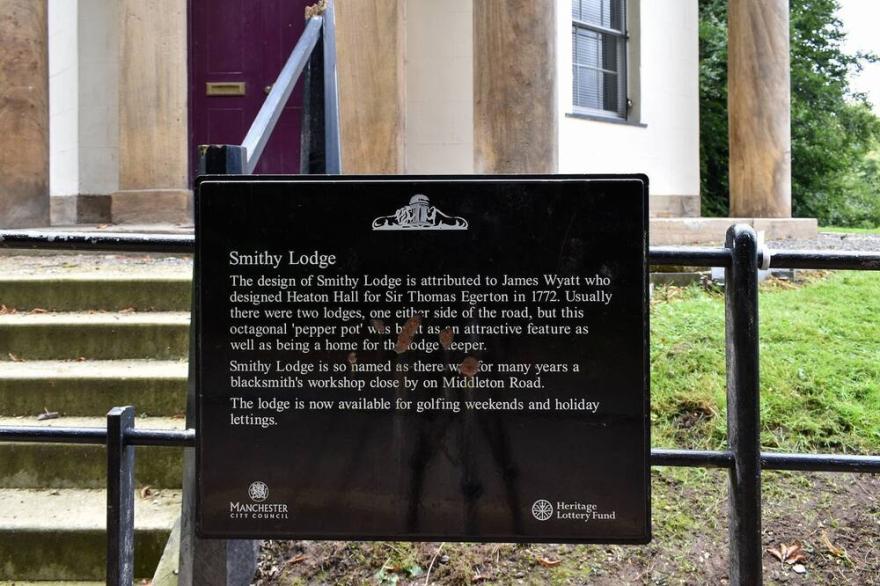 Smithy Lodge
The design of Smithy Lodge is attributed to James Wyatt who
designed Heaton Hall for Sir Thomas Egerton in 1772. Usually
there were two lodges, one either side of the road, but this
octagonal 'pepper pot' was built as an attractive feature as
well as being a home for the lodge keeper.
Smithy Lodge is so named as there was for many years a
blacksmith's workshop close by on Middleton Road.
The lodge is now available for golfing weekends and holiday
lettings.
MANCHESTER
CITY COUNCIL
Heritage
Lottery Fund